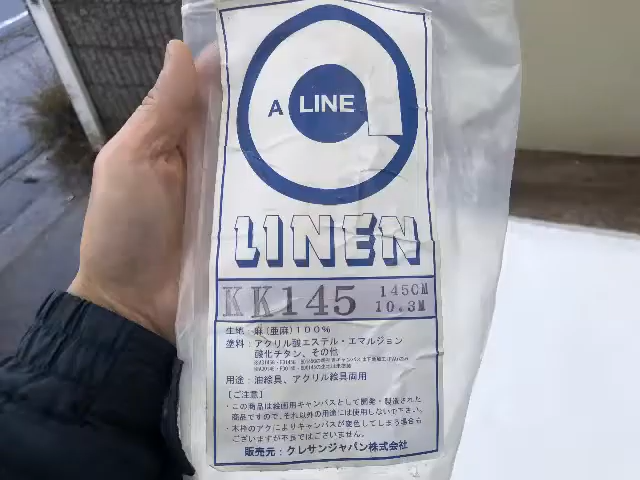 A LINE
LINEN
KK145
145CM
10.3M
生地：麻(亜麻)100%
塗料：アクリル酸エステル・エマルジョン
酸化チタン、その他
用途：油絵具、アクリル絵具両用
【ご注意】
・この商品は絵画用キャンバスとして開発・製造された
商品ですので、それ以外の用途には使用しないで下さい。
・木枠のアクによりキャンバスが変色してしまう場合も
ございますが不良ではございません。
販売元：クレサンジャパン株式会社